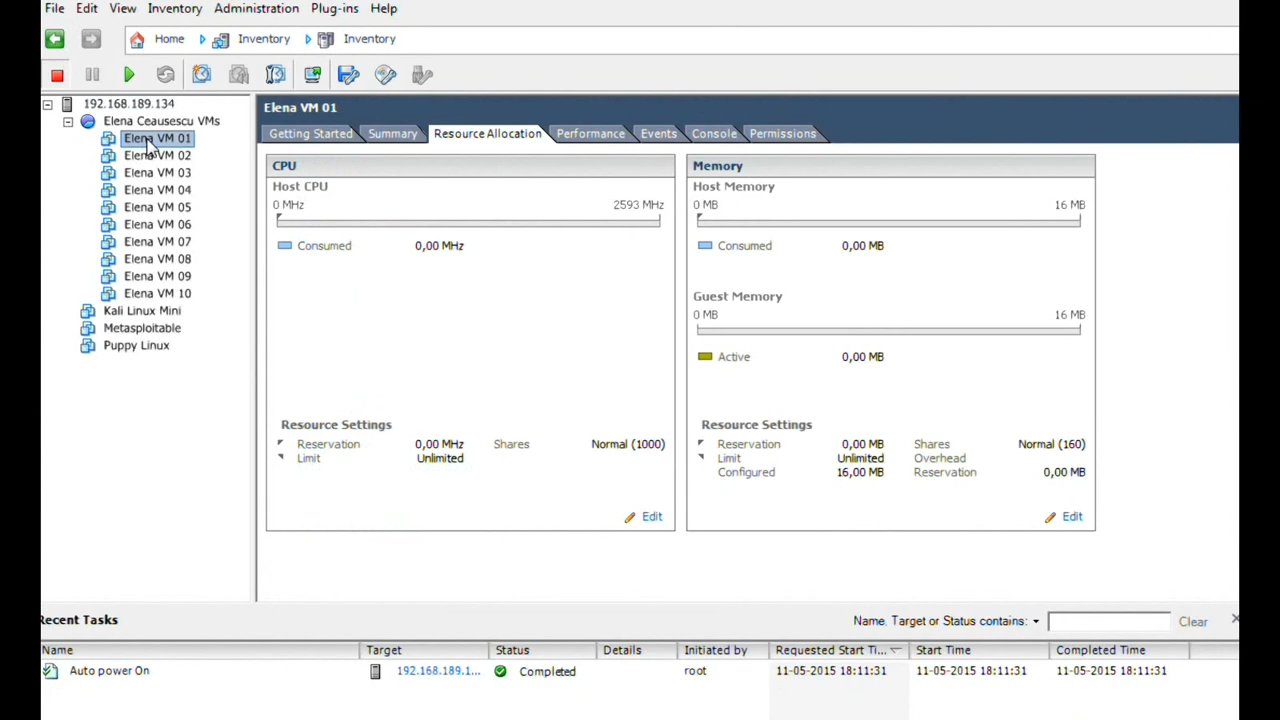 File Edit View Inventory Administration Plug-ins Help
Home Inventory Inventory
192.168.189.134
Elena Ceausescu VMs
Elena VM 01
Elena VM 02
Elena VM 03
Elena VM 04
Elena VM 05
Elena VM 06
Elena VM 07
Elena VM 08
Elena VM 09
Elena VM 10
Kali Linux Mini
Metasploitable
Puppy Linux
Elena VM 01
Getting Started Summary Resource Allocation Performance Events Console Permissions
CPU
Host CPU
0 MHz 2593 MHz
Consumed 0,00 MHz
Resource Settings
Reservation 0,00 MHz Shares Normal (1000)
Limit Unlimited
Edit
Memory
Host Memory
0 MB 16 MB
Consumed 0,00 MB
Guest Memory
0 MB 16 MB
Active 0,00 MB
Resource Settings
Reservation 0,00 MB Shares Normal (160)
Limit Unlimited Overhead
Configured 16,00 MB Reservation 0,00 MB
Edit
Recent Tasks Name, Target or Status contains: Clear
Name Target Status Details Initiated by Requested Start Ti... Start Time Completed Time
Auto power On 192.168.189.1... Completed root 11-05-2015 18:11:31 11-05-2015 18:11:31 11-05-2015 18:11:31